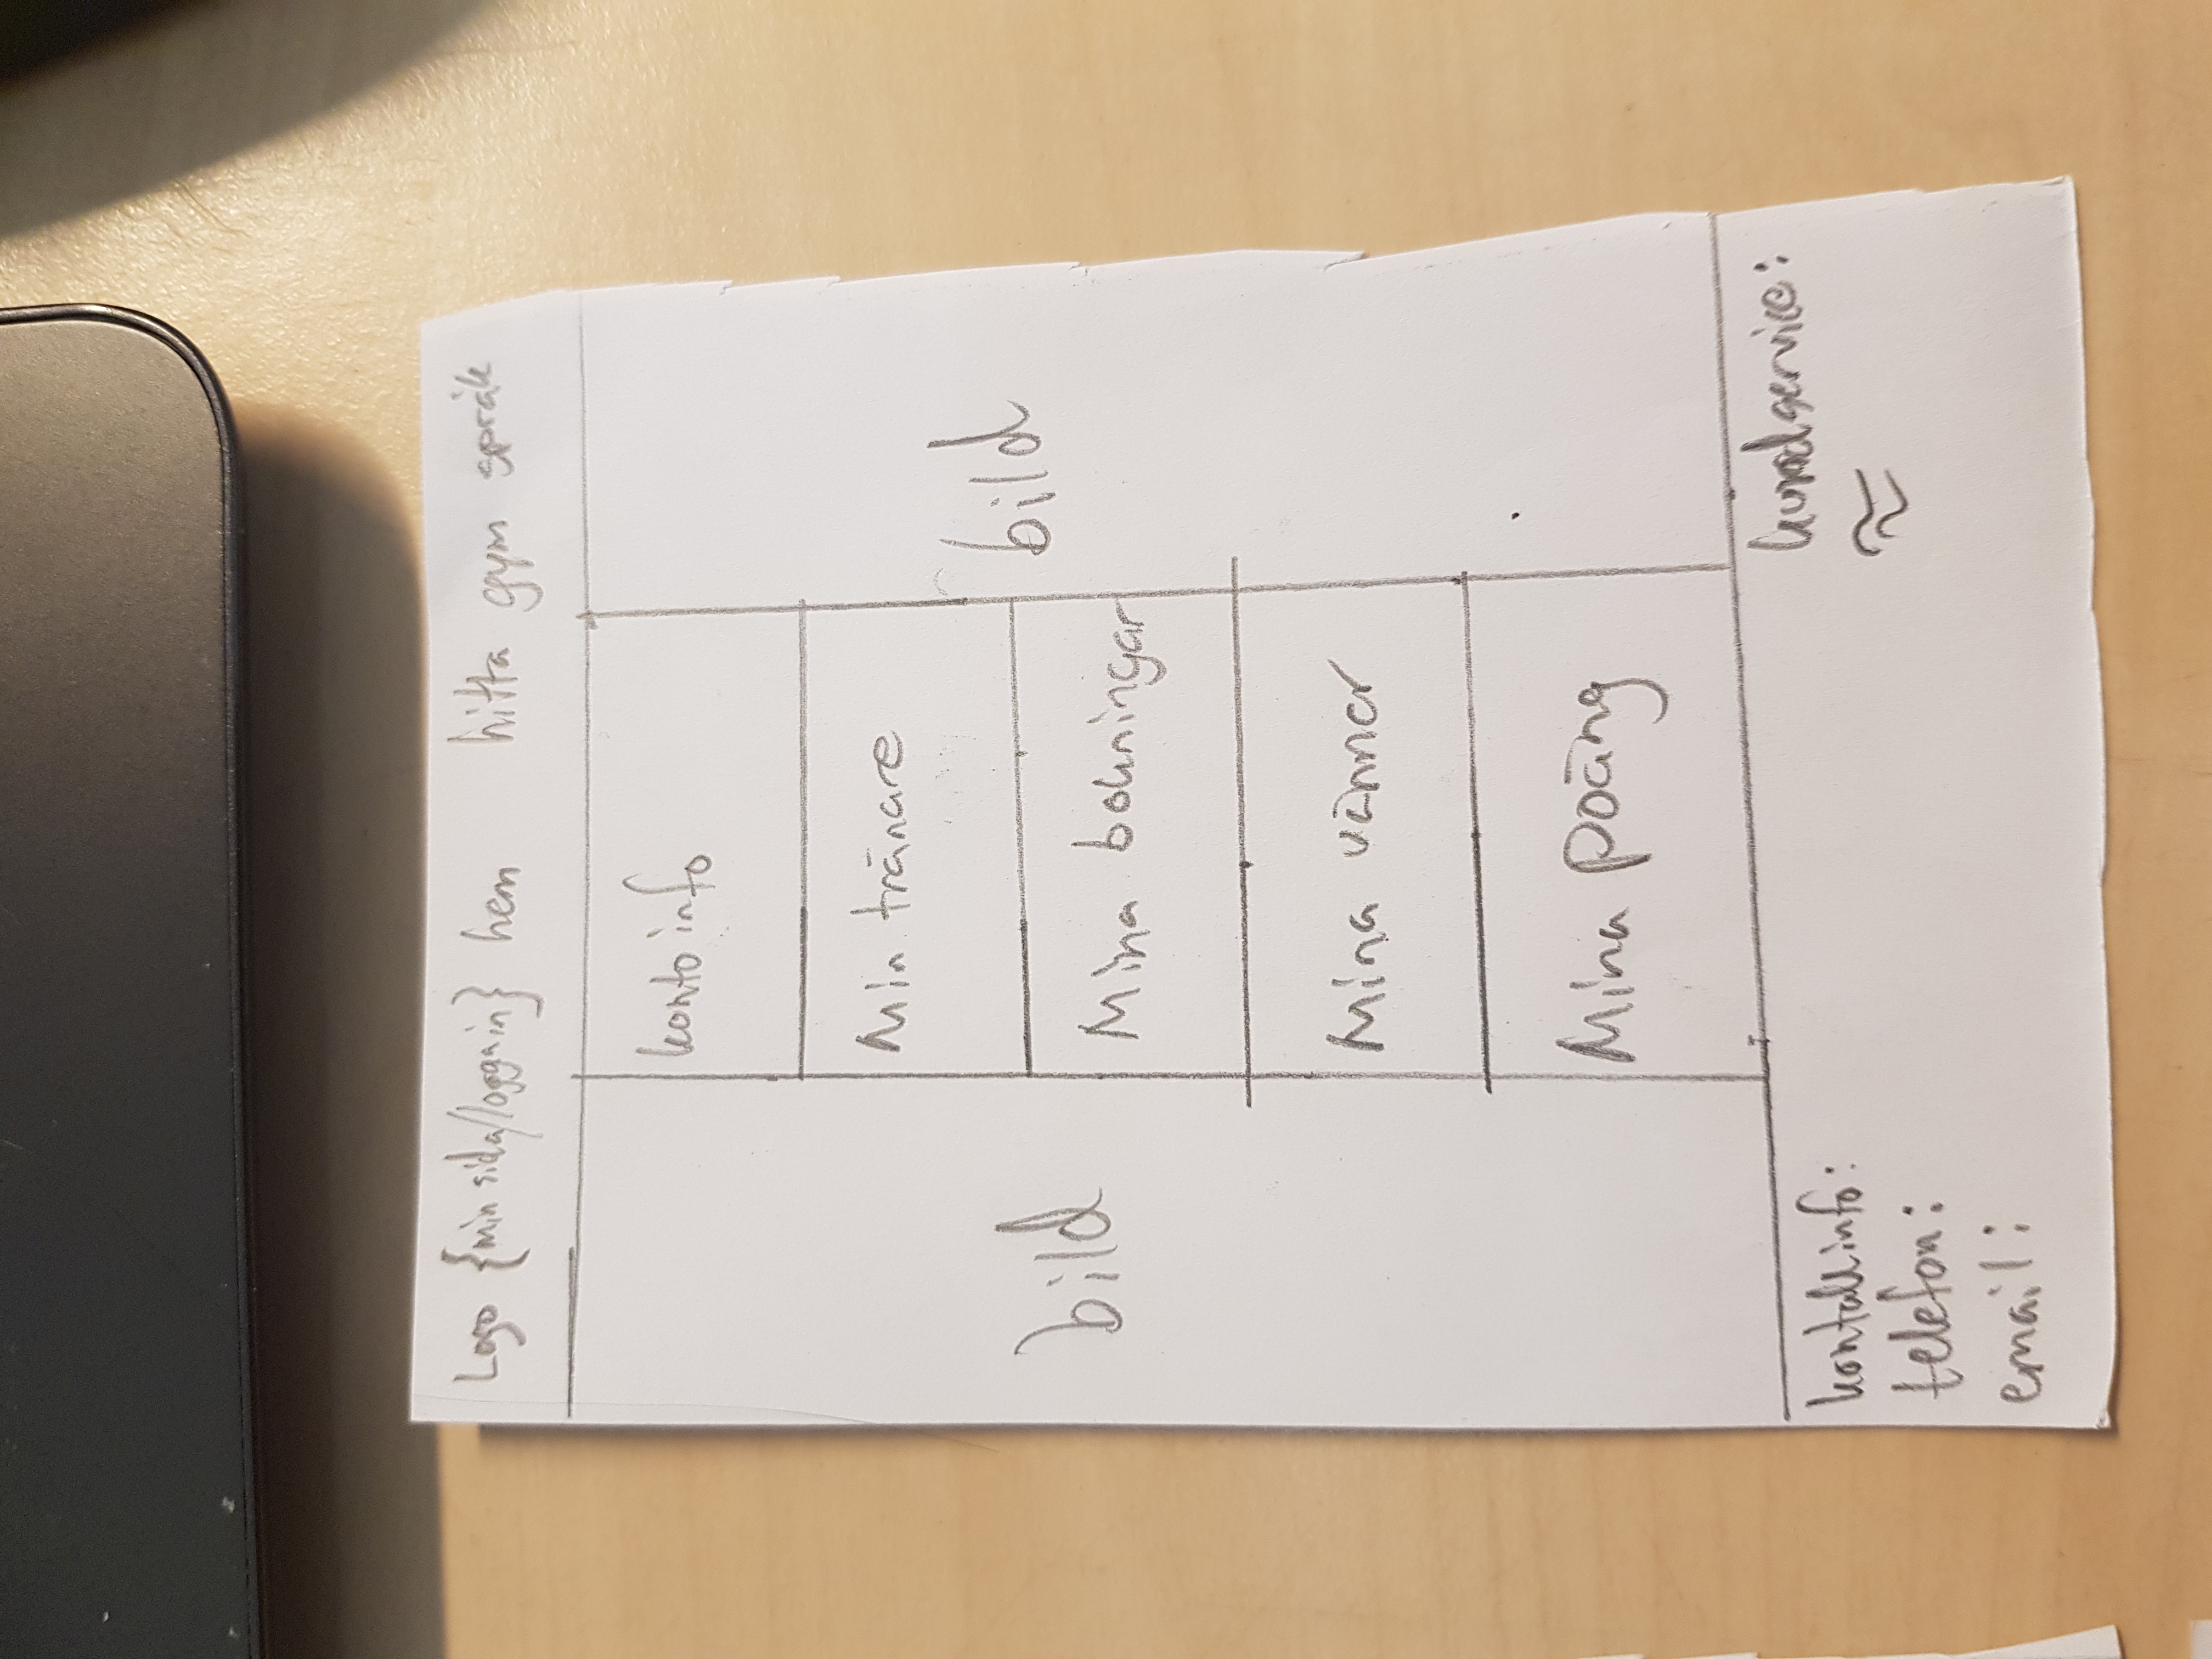 Logo {min sida/logga in} hem hitta gym språk
bild
konto info
Min tränare
Mina bokningar
Mina vänner
Mina poäng
bild
kontaktinfo:
telefon:
email:
kundservice: